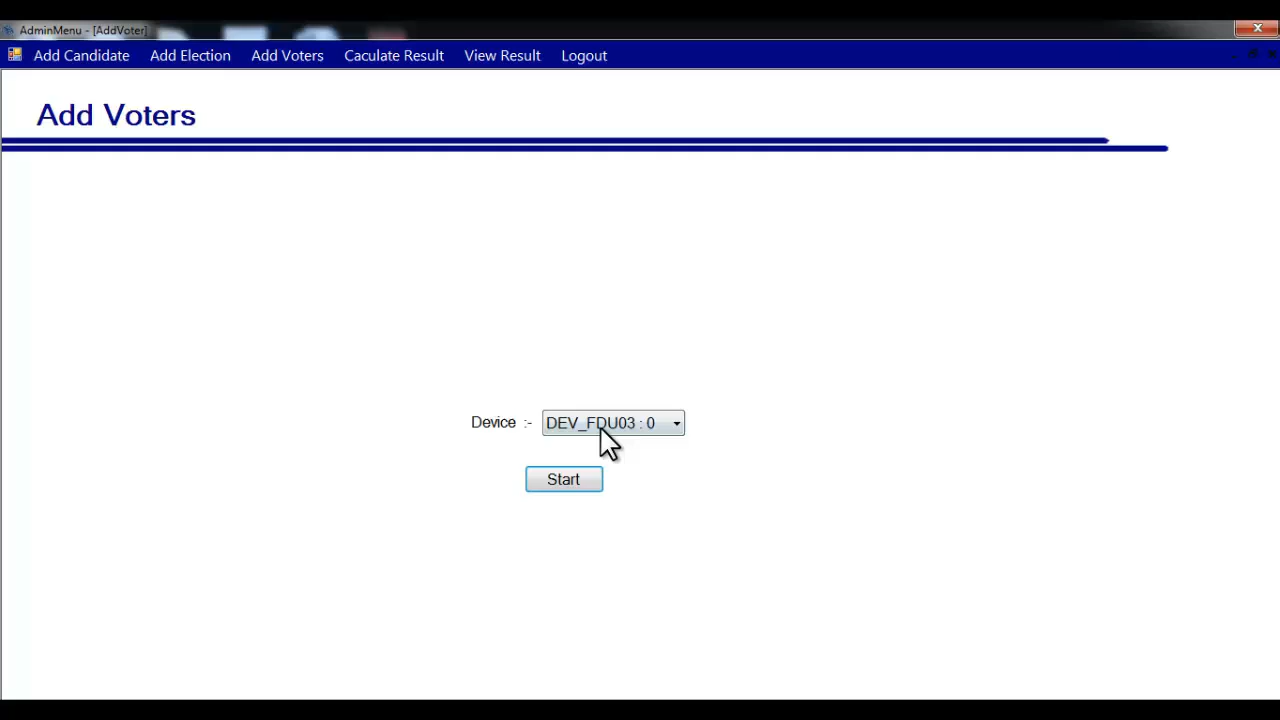 AdminMenu - [AddVoter]
Add Candidate Add Election Add Voters Caculate Result View Result Logout
Add Voters
Device :- DEV_FDU03 : 0
Start